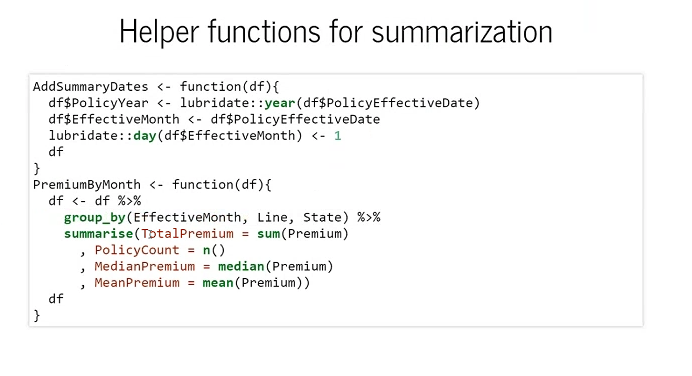 Helper functions for summarization
AddSummaryDates <- function(df){
  df$PolicyYear <- lubridate::year(df$PolicyEffectiveDate)
  df$EffectiveMonth <- df$PolicyEffectiveDate
  lubridate::day(df$EffectiveMonth) <- 1
  df
}
PremiumByMonth <- function(df){
  df <- df %>%
    group_by(EffectiveMonth, Line, State) %>%
    summarise(TotalPremium = sum(Premium)
      , PolicyCount = n()
      , MedianPremium = median(Premium)
      , MeanPremium = mean(Premium))
  df
}